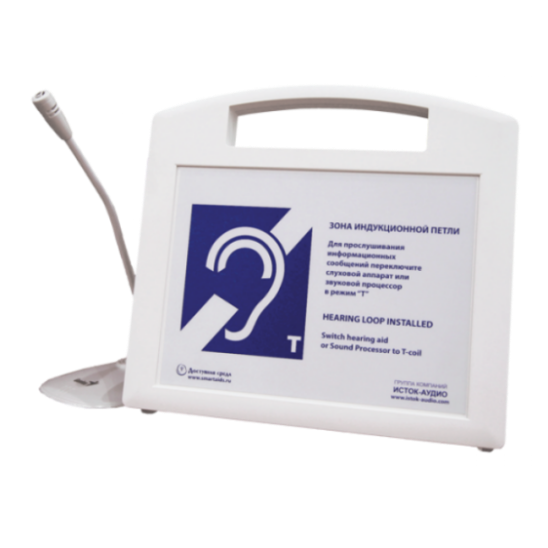 ЗОНА ИНДУКЦИОННОЙ ПЕТЛИ
Для прослушивания
информационных
сообщений переключите
слуховой аппарат или
звуковой процессор
в режим "Т"
HEARING LOOP INSTALLED
Switch hearing aid
or Sound Processor to T-coil
T
Доступная среда
www.smartaids.ru
ГРУППА КОМПАНИЙ
ИСТОК-АУДИО
www.istok-audio.com